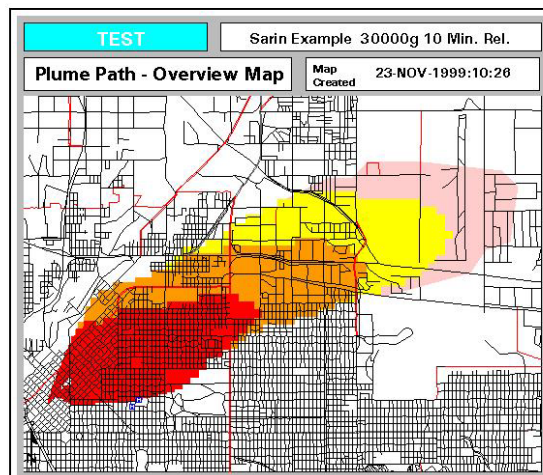 TEST
Sarin Example 30000g 10 Min. Rel.
Plume Path - Overview Map
Map Created 23-NOV-1999:10:26